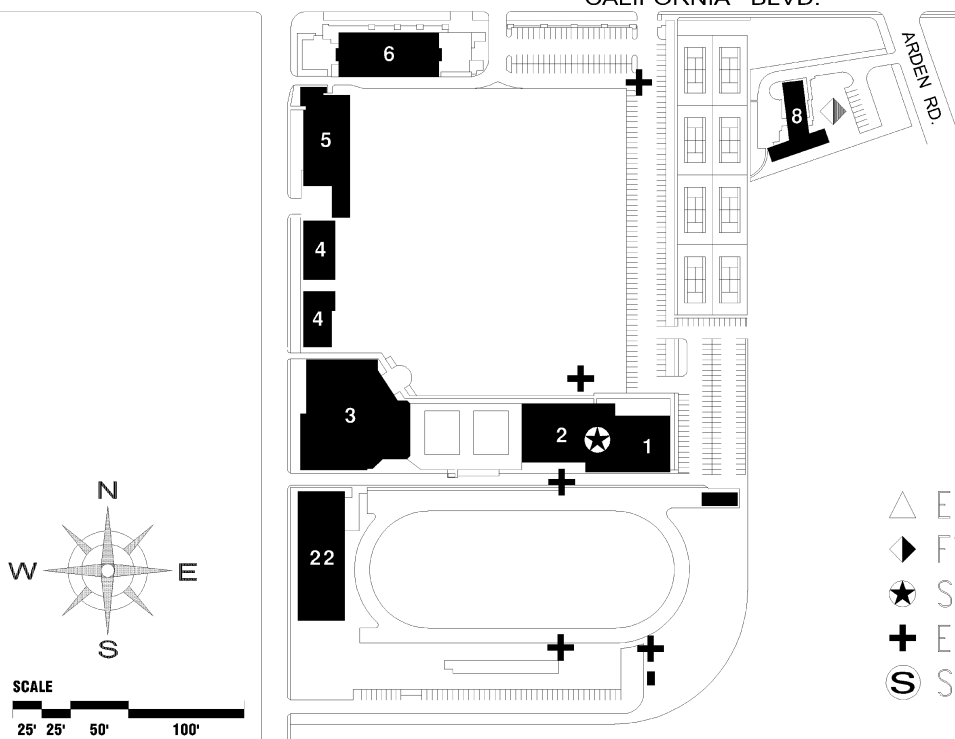 CALIFORNIA BLVD.
ARDEN RD.
6
8
5
4
4
3
2
1
22
N
W E
S
SCALE
25' 25' 50' 100'
E
F
S
E
S S